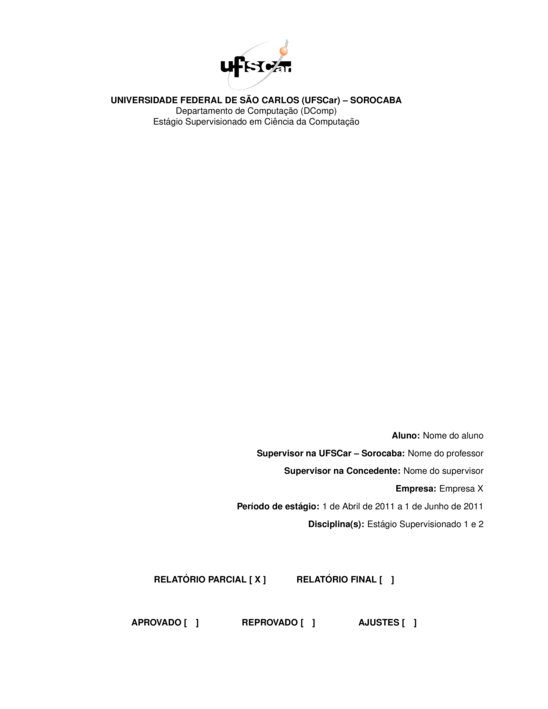 ufscar
UNIVERSIDADE FEDERAL DE SÃO CARLOS (UFSCar) – SOROCABA
Departamento de Computação (DComp)
Estágio Supervisionado em Ciência da Computação
Aluno: Nome do aluno
Supervisor na UFSCar – Sorocaba: Nome do professor
Supervisor na Concedente: Nome do supervisor
Empresa: Empresa X
Período de estágio: 1 de Abril de 2011 a 1 de Junho de 2011
Disciplina(s): Estágio Supervisionado 1 e 2
RELATÓRIO PARCIAL [ X ] RELATÓRIO FINAL [ ]
APROVADO [ ] REPROVADO [ ] AJUSTES [ ]